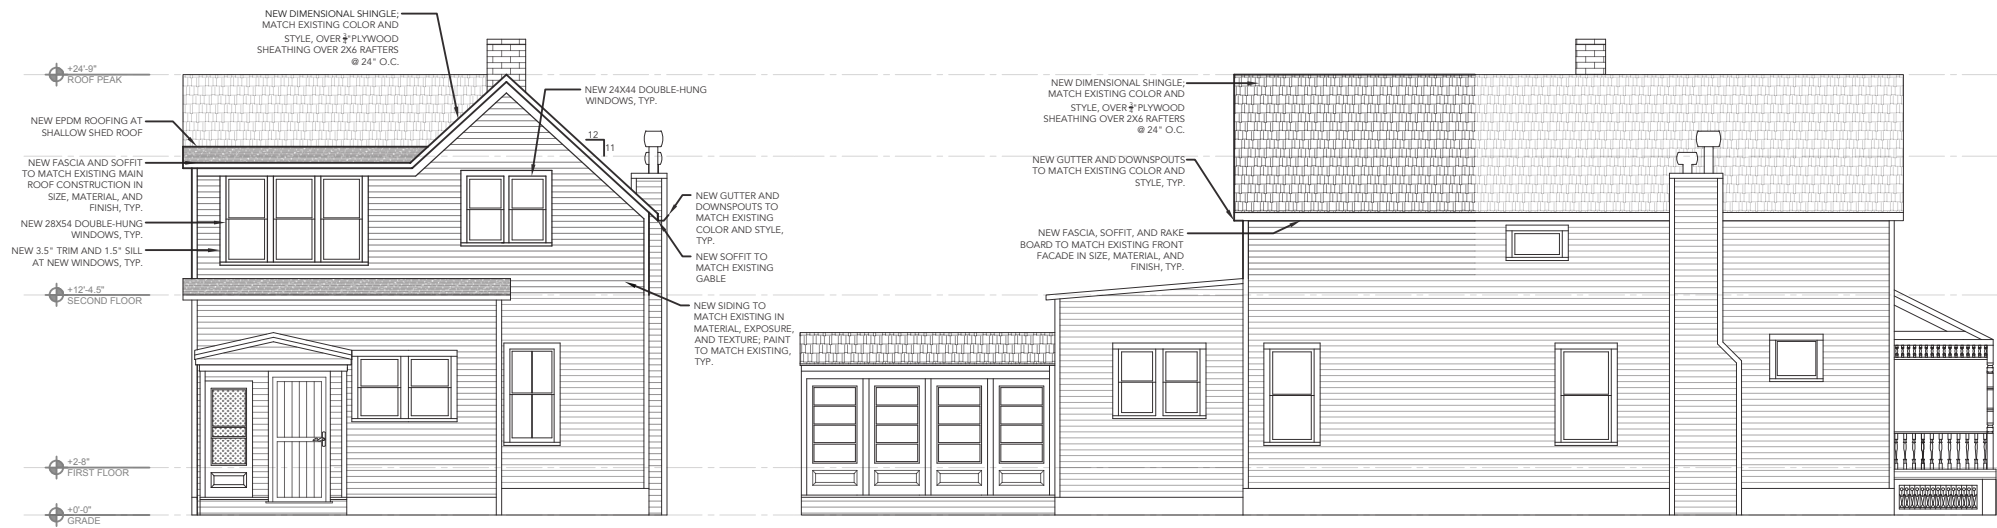 NEW DIMENSIONAL SHINGLE;
MATCH EXISTING COLOR AND
STYLE, OVER PLYWOOD
SHEATHING OVER 2X6 RAFTERS
@ 24" O.C.
+24'-9"
ROOF PEAK
NEW EPDM ROOFING AT
SHALLOW SHED ROOF
NEW FASCIA AND SOFFIT
TO MATCH EXISTING MAIN
ROOF CONSTRUCTION IN
SIZE, MATERIAL, AND
FINISH, TYP.
NEW 28X54 DOUBLE-HUNG
WINDOWS, TYP.
NEW 3.5" TRIM AND 1.5" SILL
AT NEW WINDOWS, TYP.
+12'-4.5"
SECOND FLOOR
+2-8"
FIRST FLOOR
+0'-0"
GRADE
NEW 24X44 DOUBLE-HUNG
WINDOWS, TYP.
12
11
NEW GUTTER AND
DOWNSPOUTS TO
MATCH EXISTING
COLOR AND STYLE,
TYP.
NEW SOFFIT TO
MATCH EXISTING
GABLE
NEW SIDING TO
MATCH EXISTING IN
MATERIAL, EXPOSURE,
AND TEXTURE; PAINT
TO MATCH EXISTING,
TYP.
NEW DIMENSIONAL SHINGLE;
MATCH EXISTING COLOR AND
STYLE, OVER PLYWOOD
SHEATHING OVER 2X6 RAFTERS
@ 24" O.C.
NEW GUTTER AND DOWNSPOUTS
TO MATCH EXISTING COLOR AND
STYLE, TYP.
NEW FASCIA, SOFFIT, AND RAKE
BOARD TO MATCH EXISTING FRONT
FACADE IN SIZE, MATERIAL, AND
FINISH, TYP.